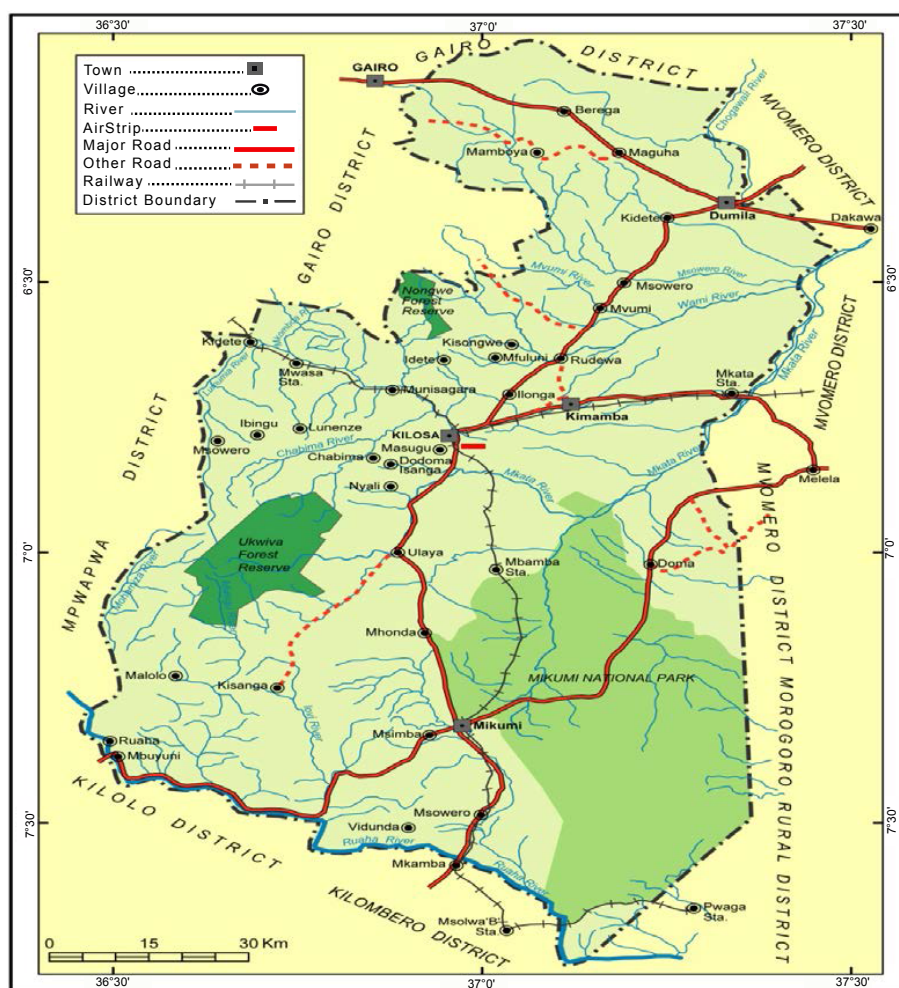 36°30'
37°0'
37°30'
Town
Village
River
AirStrip
Major Road
Other Road
Railway
District Boundary
GAIRO DISTRICT
GAIRO
Chogawali River
MVOMERO DISTRICT
Berega
Mamboya
Maguha
GAIRO DISTRICT
Kidete
Dumila
Dakawa
6°30'
6°30'
Mvumi River
Msowero River
Msowero
Nongwe
Forest
Reserve
Wami River
Mvumi
Kisongwe
Kidete
Idete
Mfuluni
Rudewa
Mkata River
MVOMERO DISTRICT
Mwasa
Sta.
Munisagara
Ilonga
Mkata
Sta.
Kimamba
Ibingu
Lunenze
KILOSA
Msowero
Chabima River
Masugu
Chabima
Dodoma
Isanga
Mkata River
Mkata River
Melela
Nyali
MPWAPWA DISTRICT
Ukwiva
Forest
Reserve
7°0'
7°0'
Ulaya
Mbamba
Sta.
Doma
MVOMERO DISTRICT
MOROGORO RURAL DISTRICT
Mhonda
Malolo
Kisanga
MIKUMI NATIONAL PARK
Msimba
Mikumi
Ruaha
Mbuyuni
KILOLO DISTRICT
7°30'
7°30'
Msowero
Vidunda
Ruaha River
Mkamba
Ruaha River
KILOMBERO DISTRICT
Msolwa'B'
Sta.
Pwaga
Sta.
0 15 30 Km
36°30'
37°0'
37°30'